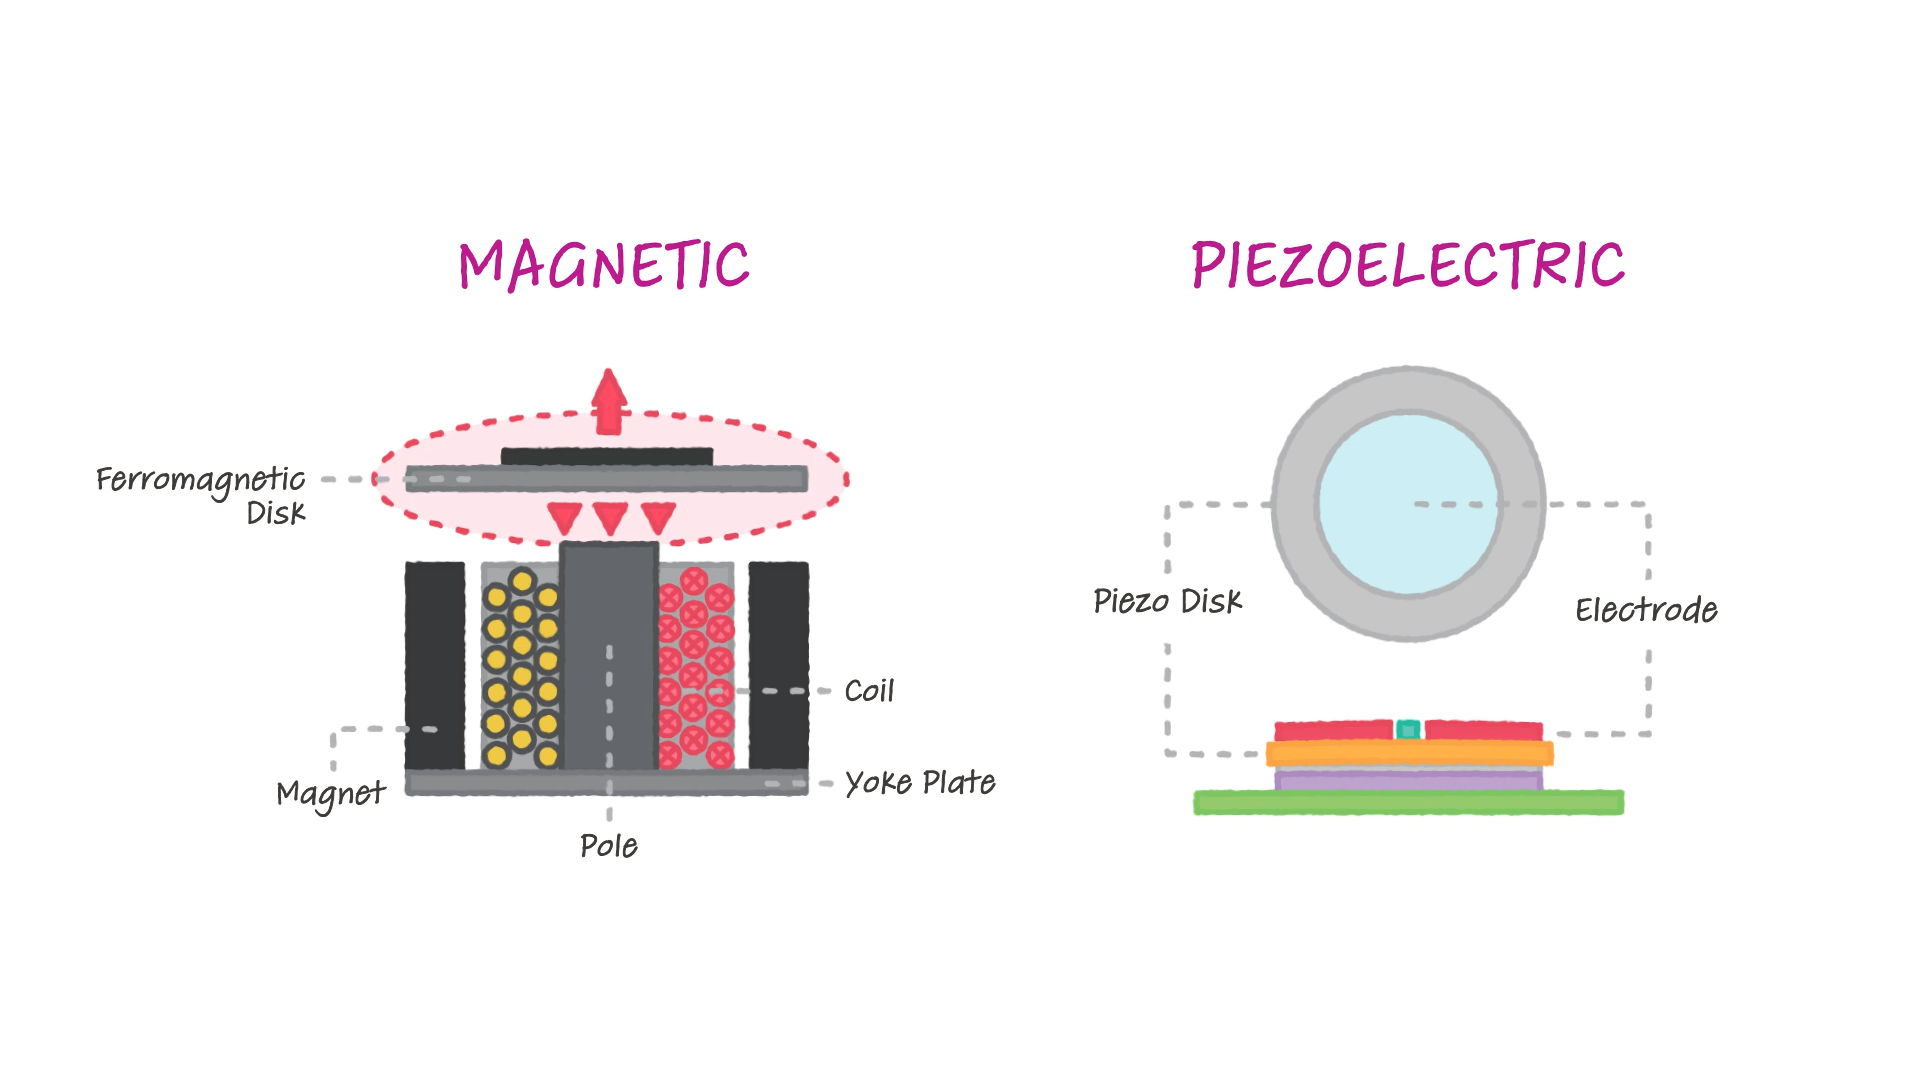 MAGNETIC
Ferromagnetic
Disk
Coil
Magnet
Yoke Plate
Pole
PIEZOELECTRIC
Piezo Disk
Electrode